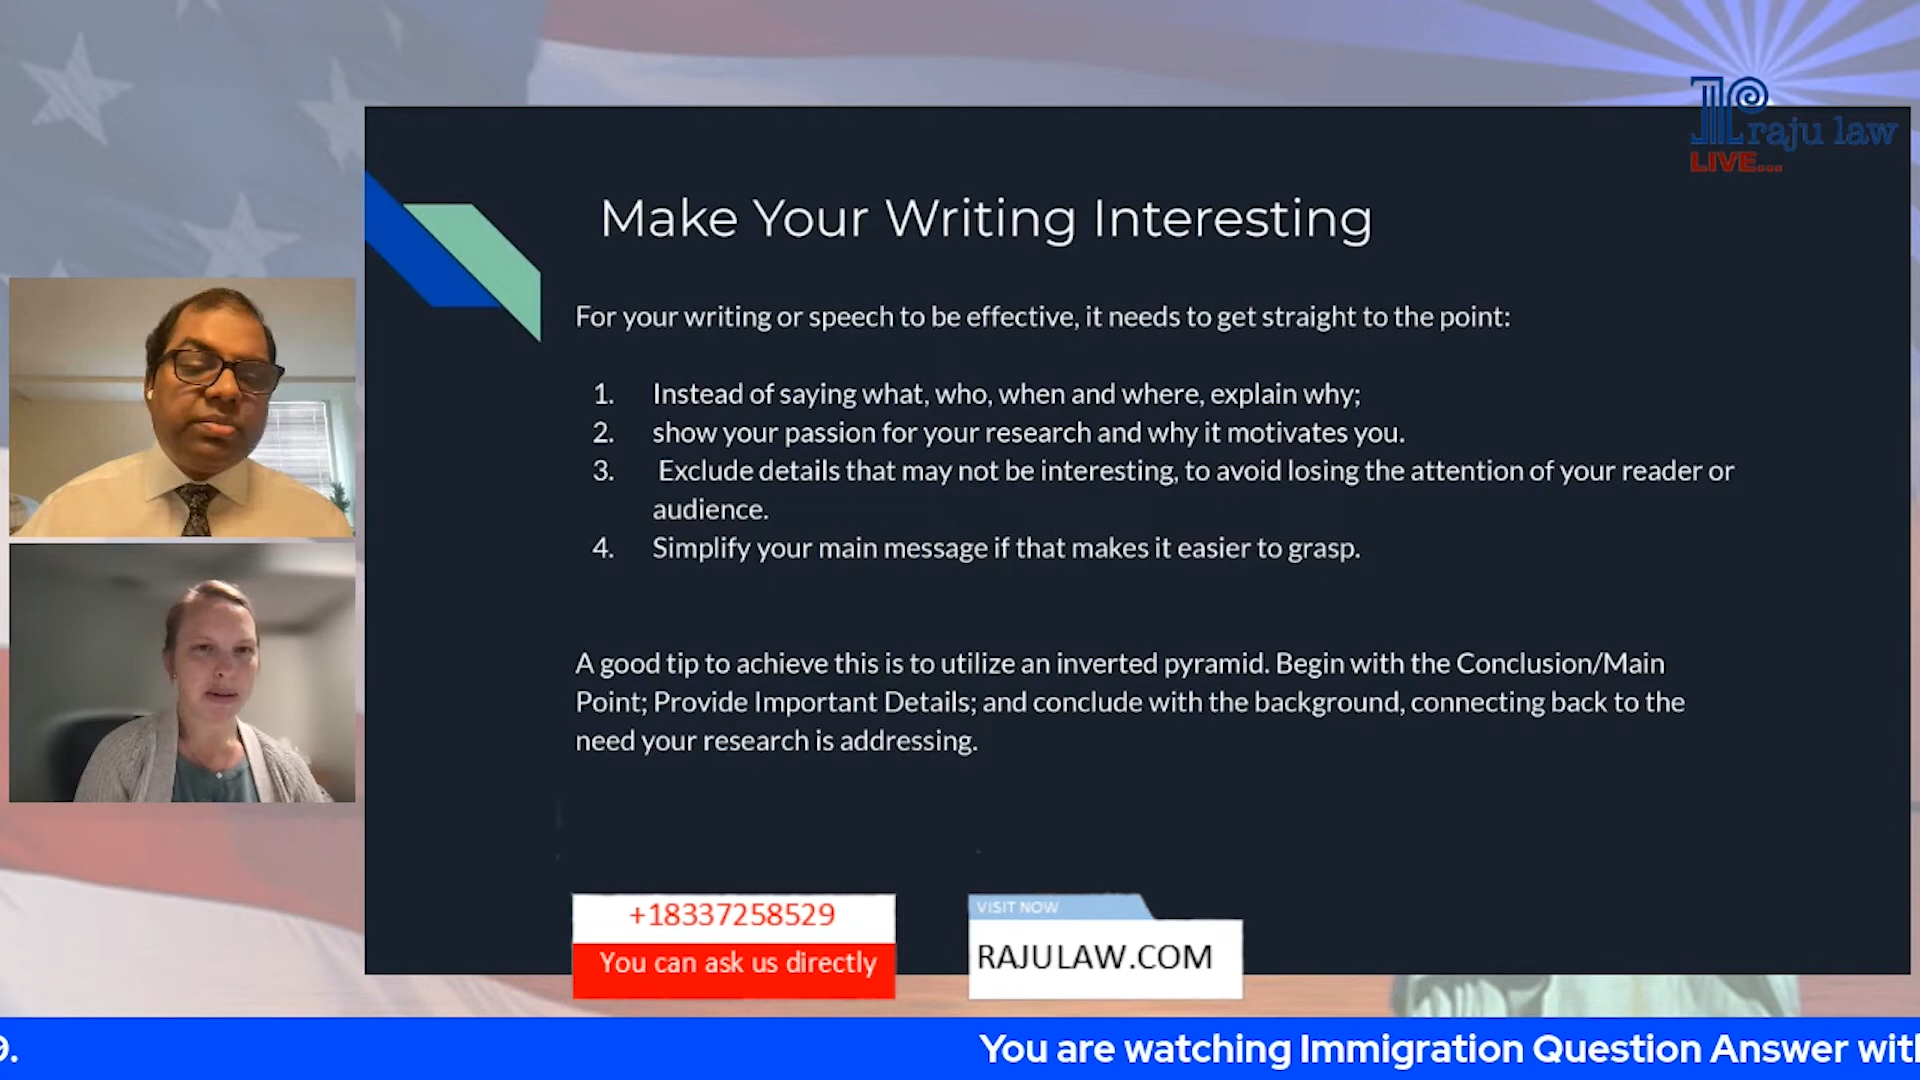 raju law
LIVE...
Make Your Writing Interesting
For your writing or speech to be effective, it needs to get straight to the point:
1. Instead of saying what, who, when and where, explain why;
2. show your passion for your research and why it motivates you.
3. Exclude details that may not be interesting, to avoid losing the attention of your reader or
audience.
4. Simplify your main message if that makes it easier to grasp.
A good tip to achieve this is to utilize an inverted pyramid. Begin with the Conclusion/Main
Point; Provide Important Details; and conclude with the background, connecting back to the
need your research is addressing.
+18337258529
You can ask us directly
VISIT NOW
RAJULAW.COM
You are watching Immigration Question Answer with